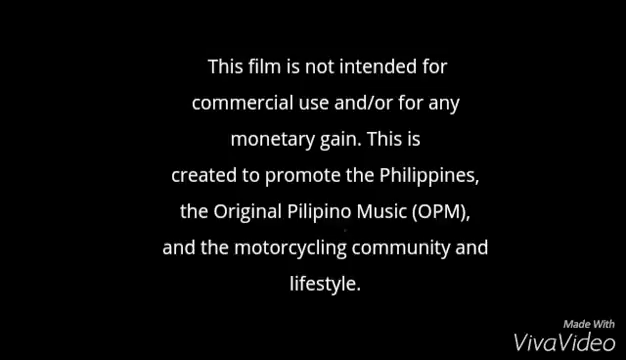 This film is not intended for
commercial use and/or for any
monetary gain. This is
created to promote the Philippines,
the Original Pilipino Music (OPM),
and the motorcycling community and
lifestyle.
Made With
VivaVideo